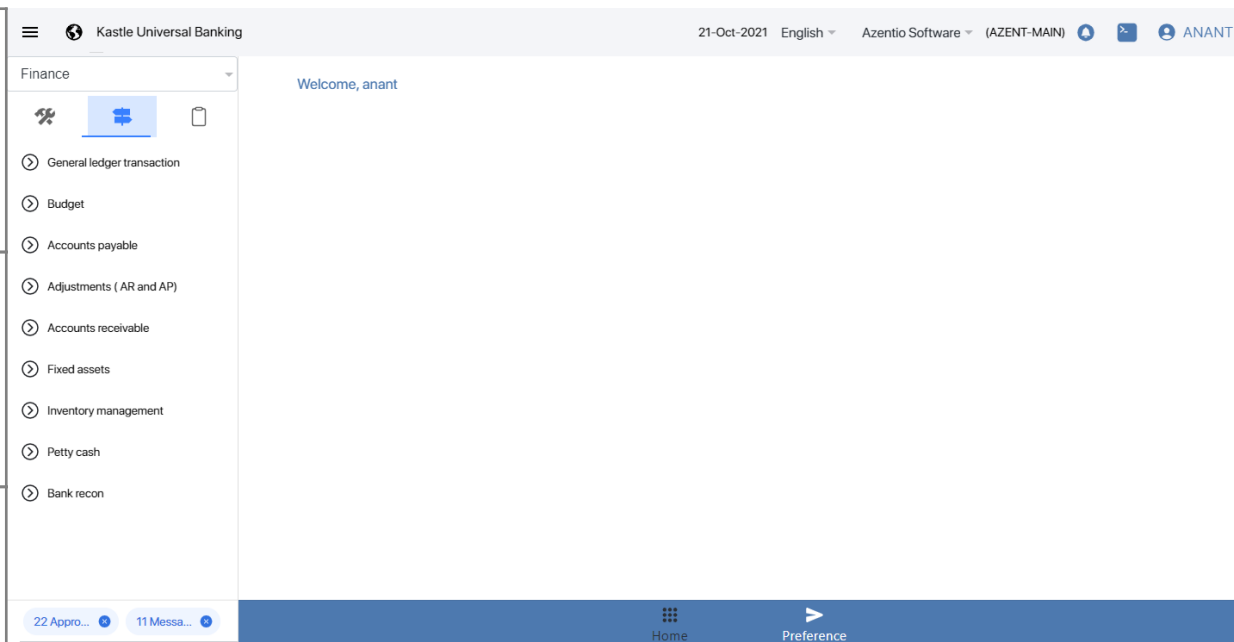 Kastle Universal Banking 21-Oct-2021 English Azentio Software (AZENT-MAIN) ANANT
Finance
Welcome, anant
General ledger transaction
Budget
Accounts payable
Adjustments ( AR and AP)
Accounts receivable
Fixed assets
Inventory management
Petty cash
Bank recon
22 Appro... 11 Messa...
Home Preference